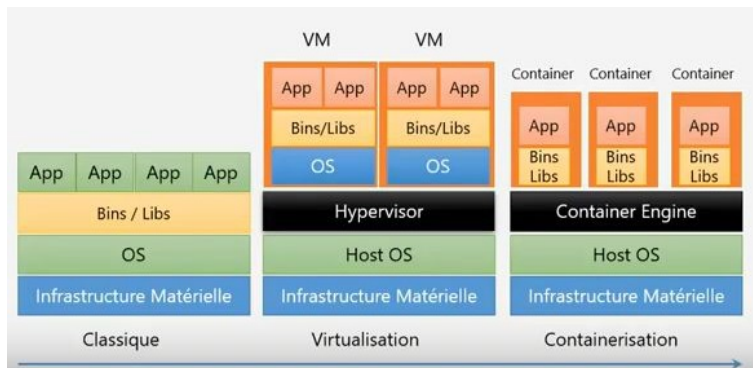 VM
VM
Container
Container
Container
App
App
App
App
App
App
App
Bins/Libs
Bins/Libs
Bins
Libs
Bins
Libs
Bins
Libs
OS
OS
App
App
App
App
Bins / Libs
Hypervisor
Container Engine
OS
Host OS
Host OS
Infrastructure Matérielle
Infrastructure Matérielle
Infrastructure Matérielle
Classique
Virtualisation
Containerisation